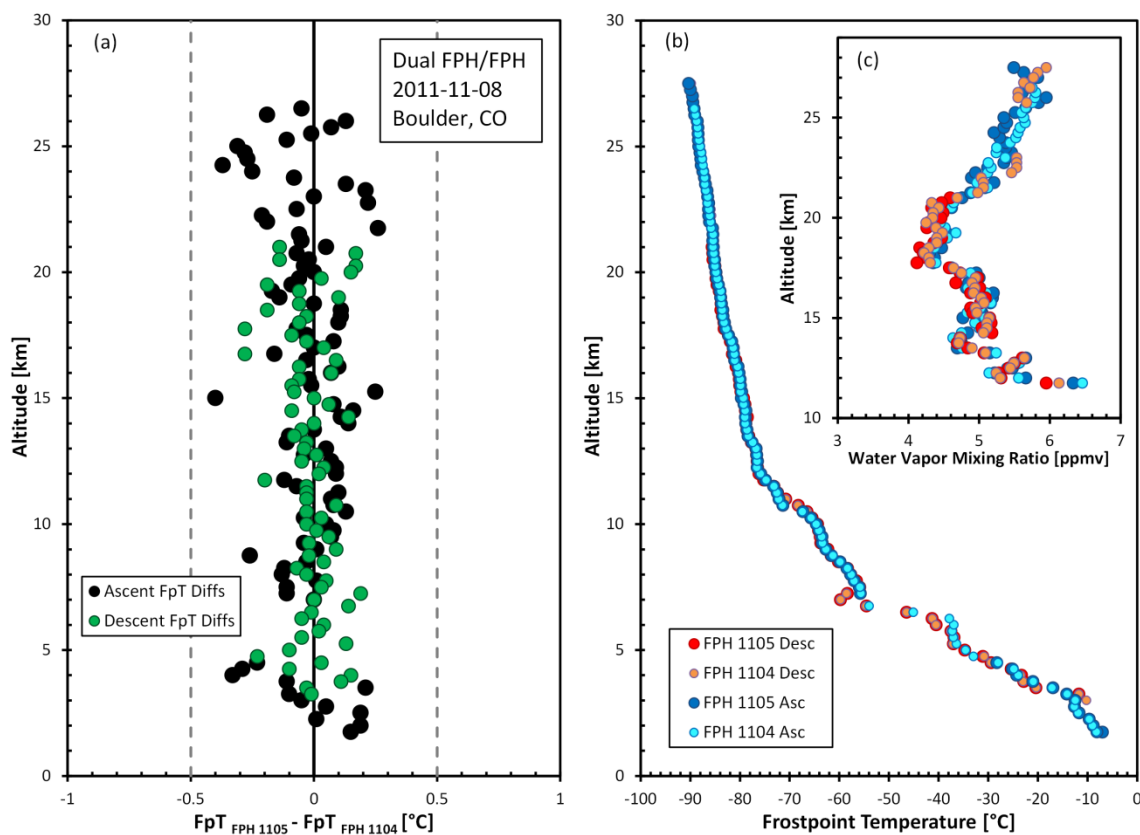 (a)
Dual FPH/FPH
2011-11-08
Boulder, CO
30
25
20
15
10
5
0
Altitude [km]
Ascent FpT Diffs
Descent FpT Diffs
-1
-0.5
0
0.5
1
FpT FPH 1105 - FpT FPH 1104 [°C]
(b)
30
25
20
15
10
5
0
Altitude [km]
FPH 1105 Desc
FPH 1104 Desc
FPH 1105 Asc
FPH 1104 Asc
-100
-90
-80
-70
-60
-50
-40
-30
-20
-10
0
Frostpoint Temperature [°C]
(c)
30
25
20
15
10
Altitude [km]
3
4
5
6
7
Water Vapor Mixing Ratio [ppmv]